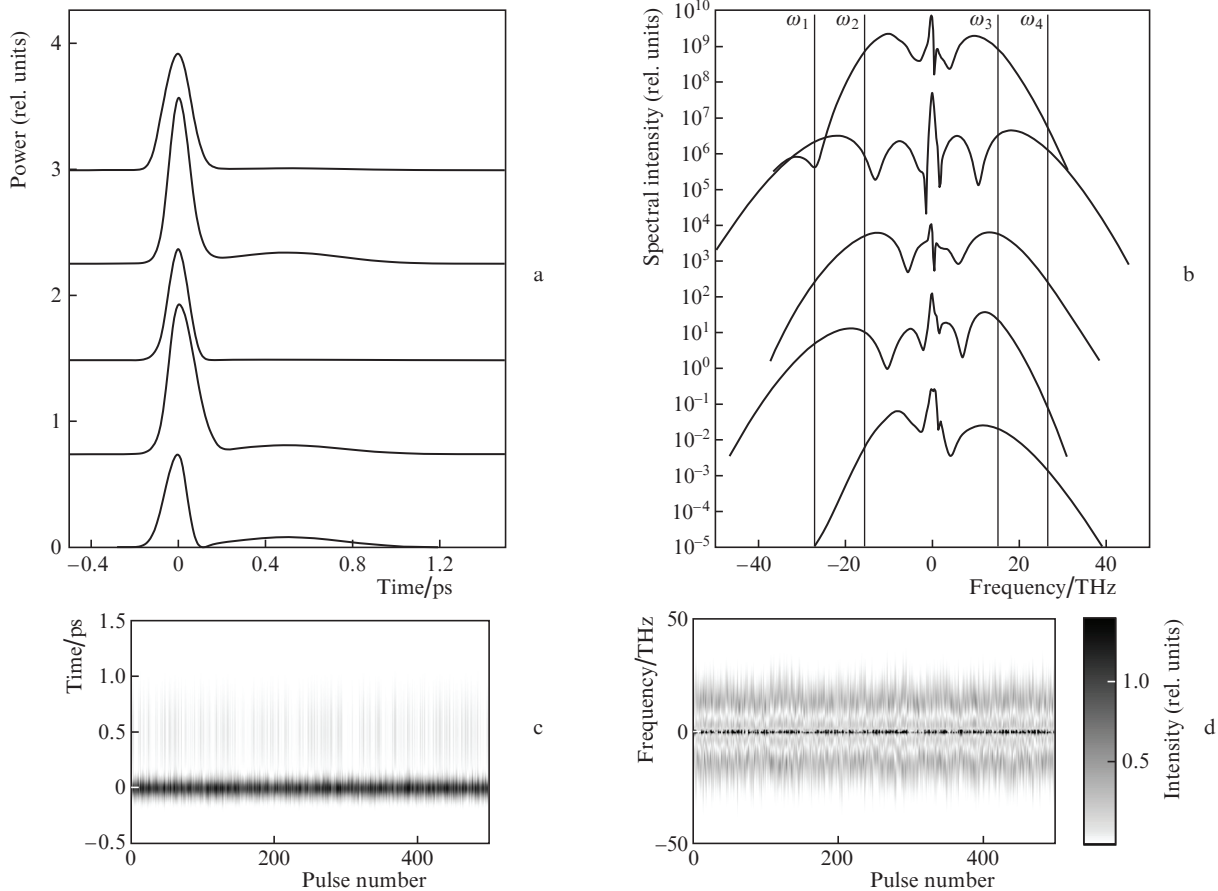 Power (rel. units)
4
3
2
1
0
−0.4
0
0.4
0.8
1.2
Time/ps
a
Spectral intensity (rel. units)
10^10
10^9
10^8
10^7
10^6
10^5
10^4
10^3
10^2
10^1
10^0
10^−1
10^−2
10^−3
10^−4
10^−5
ω1
ω2
ω3
ω4
−40
−20
0
20
40
Frequency/THz
b
Time/ps
1.5
1.0
0.5
0
−0.5
0
200
400
Pulse number
c
Frequency/THz
50
0
−50
0
200
400
Pulse number
1.0
0.5
Intensity (rel. units)
d